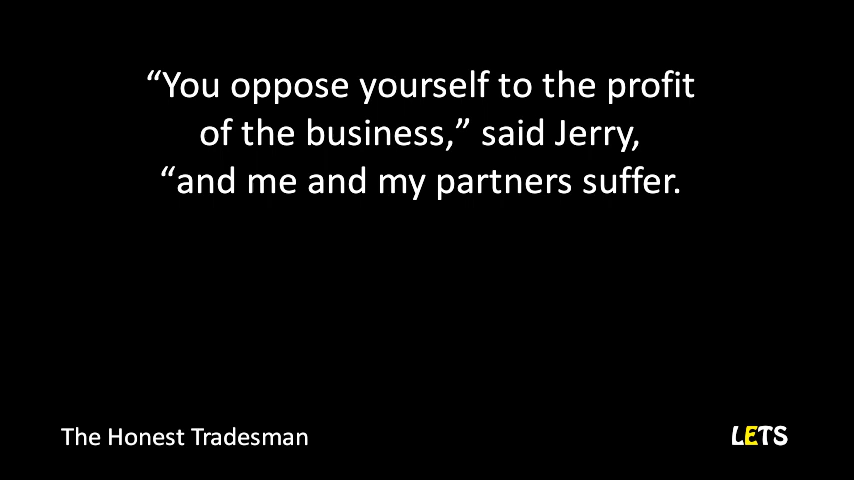 “You oppose yourself to the profit
of the business,” said Jerry,
“and me and my partners suffer.
The Honest Tradesman
LETS